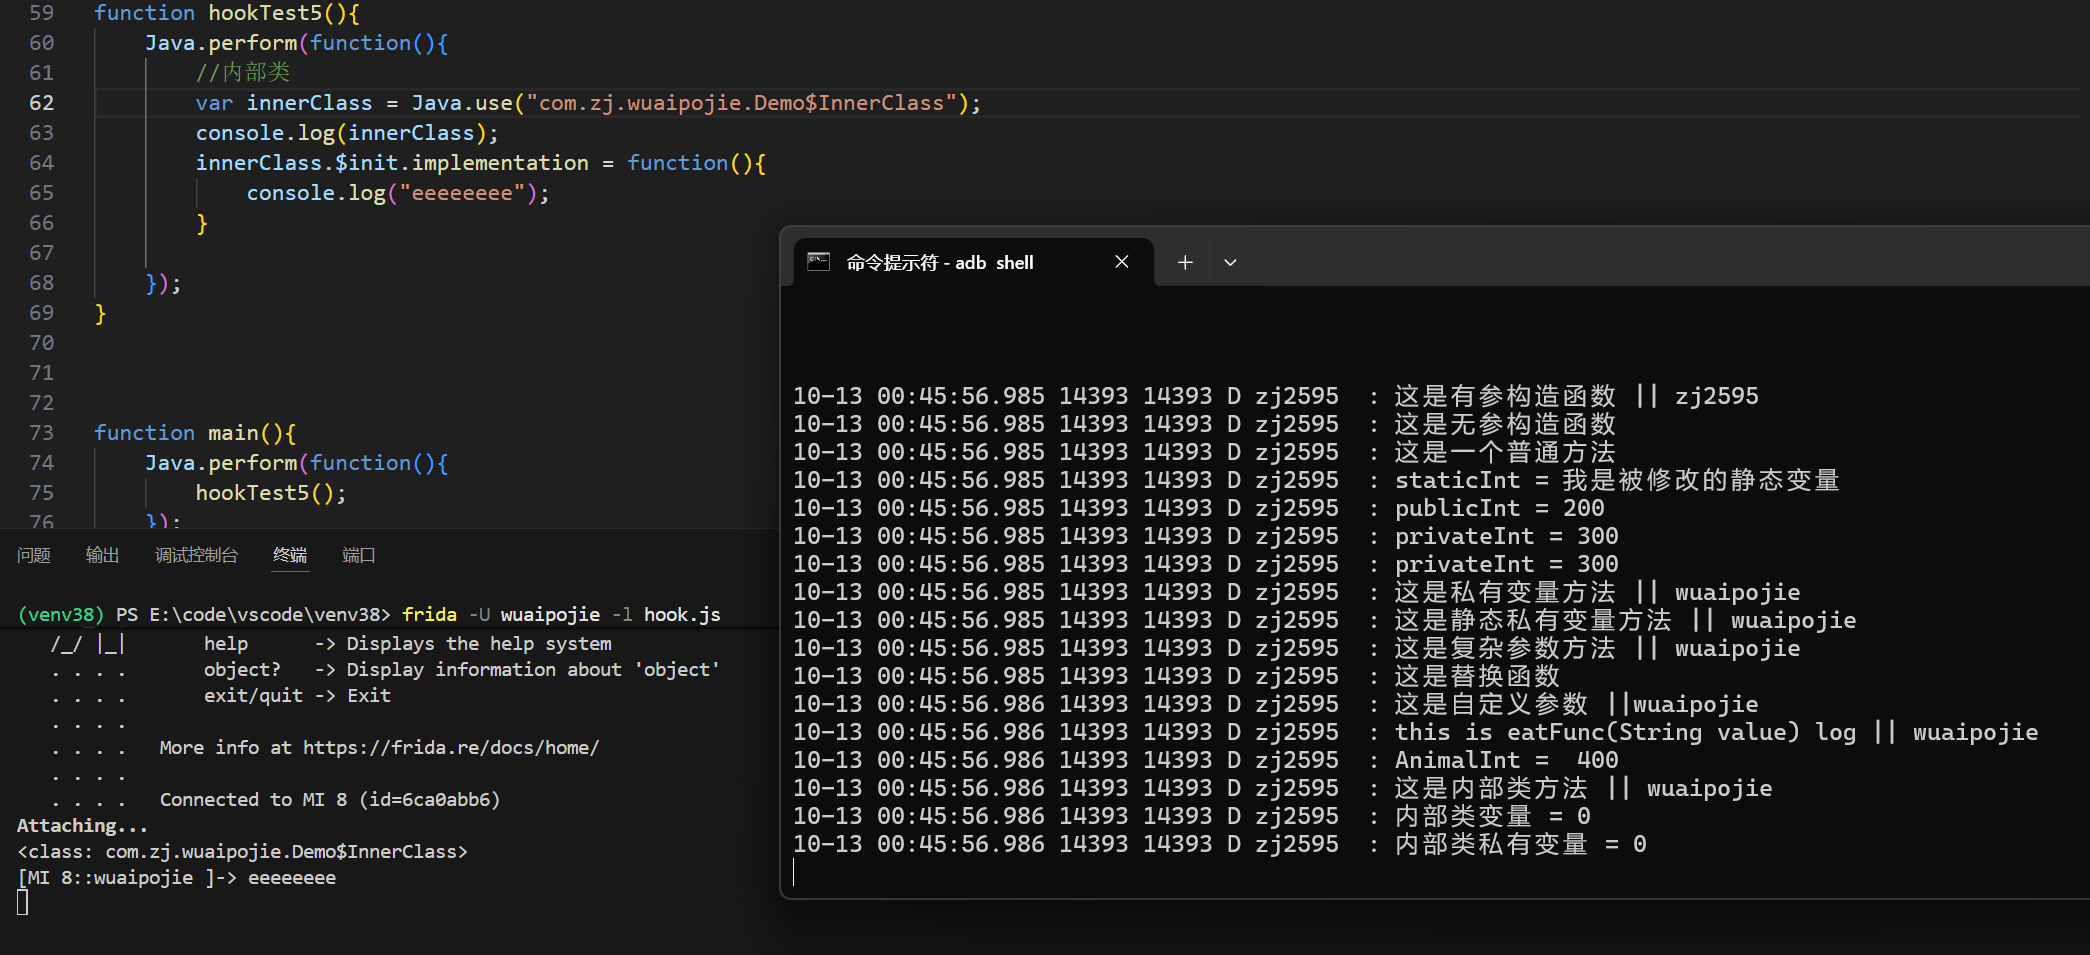 59 function hookTest5(){
60 Java.perform(function(){
61 //内部类
62 var innerClass = Java.use("com.zj.wuaipojie.Demo$InnerClass");
63 console.log(innerClass);
64 innerClass.$init.implementation = function(){
65 console.log("eeeeeeee");
66 }
67
68 });
69 }
70
71
72
73 function main(){
74 Java.perform(function(){
75 hookTest5();
76 });
问题 输出 调试控制台 终端 端口
(venv38) PS E:\code\vscode\venv38> frida -U wuaipojie -l hook.js
/_/ |_| help -> Displays the help system
. . . . object? -> Display information about 'object'
. . . . exit/quit -> Exit
. . . .
. . . . More info at https://frida.re/docs/home/
. . . .
. . . . Connected to MI 8 (id=6ca0abb6)
Attaching...
<class: com.zj.wuaipojie.Demo$InnerClass>
[MI 8::wuaipojie ]-> eeeeeeee
命令提示符 - adb shell
10-13 00:45:56.985 14393 14393 D zj2595 : 这是有参构造函数 || zj2595
10-13 00:45:56.985 14393 14393 D zj2595 : 这是无参构造函数
10-13 00:45:56.985 14393 14393 D zj2595 : 这是一个普通方法
10-13 00:45:56.985 14393 14393 D zj2595 : staticInt = 我是被修改的静态变量
10-13 00:45:56.985 14393 14393 D zj2595 : publicInt = 200
10-13 00:45:56.985 14393 14393 D zj2595 : privateInt = 300
10-13 00:45:56.985 14393 14393 D zj2595 : privateInt = 300
10-13 00:45:56.985 14393 14393 D zj2595 : 这是私有变量方法 || wuaipojie
10-13 00:45:56.985 14393 14393 D zj2595 : 这是静态私有变量方法 || wuaipojie
10-13 00:45:56.985 14393 14393 D zj2595 : 这是复杂参数方法 || wuaipojie
10-13 00:45:56.985 14393 14393 D zj2595 : 这是替换函数
10-13 00:45:56.986 14393 14393 D zj2595 : 这是自定义参数 ||wuaipojie
10-13 00:45:56.986 14393 14393 D zj2595 : this is eatFunc(String value) log || wuaipojie
10-13 00:45:56.986 14393 14393 D zj2595 : AnimalInt =  400
10-13 00:45:56.986 14393 14393 D zj2595 : 这是内部类方法 || wuaipojie
10-13 00:45:56.986 14393 14393 D zj2595 : 内部类变量 = 0
10-13 00:45:56.986 14393 14393 D zj2595 : 内部类私有变量 = 0